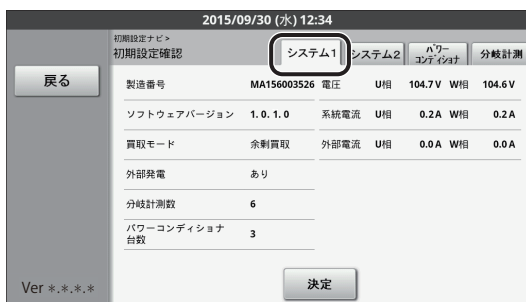 2015/09/30 (水) 12:34
初期設定ナビ >
初期設定確認
システム1
システム2
パワー
コンディショナ
分岐計測
戻る
製造番号 MA156003526 電圧 U相 104.7 V W相 104.6 V
ソフトウェアバージョン 1. 0. 1. 0 系統電流 U相 0.2 A W相 0.2 A
買取モード 余剰買取 外部電流 U相 0.0 A W相 0.0 A
外部発電 あり
分岐計測数 6
パワーコンディショナ
台数 3
決定
Ver *.*.*.*